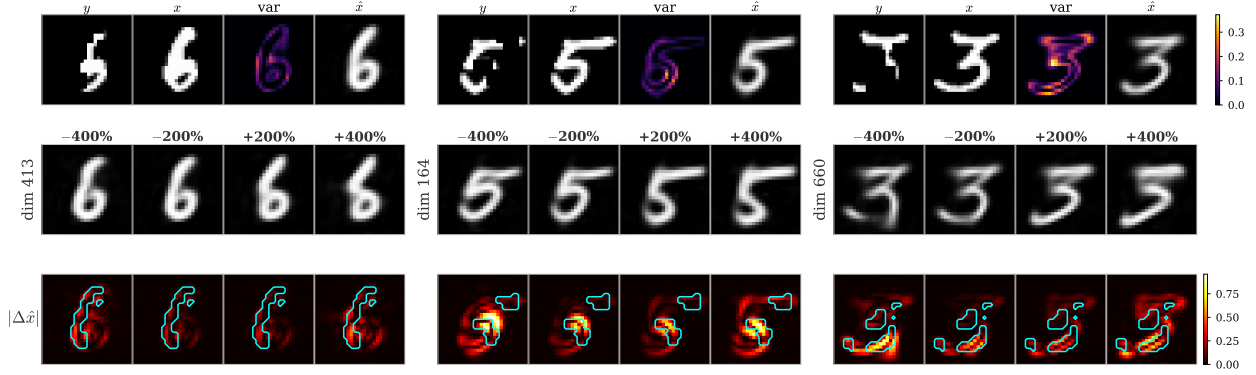 y x var x̂ y x var x̂ y x var x̂
0.3
0.2
0.1
0.0
−400% −200% +200% +400% −400% −200% +200% +400% −400% −200% +200% +400%
dim 413 dim 164 dim 660
|Δx̂|
0.75
0.50
0.25
0.00